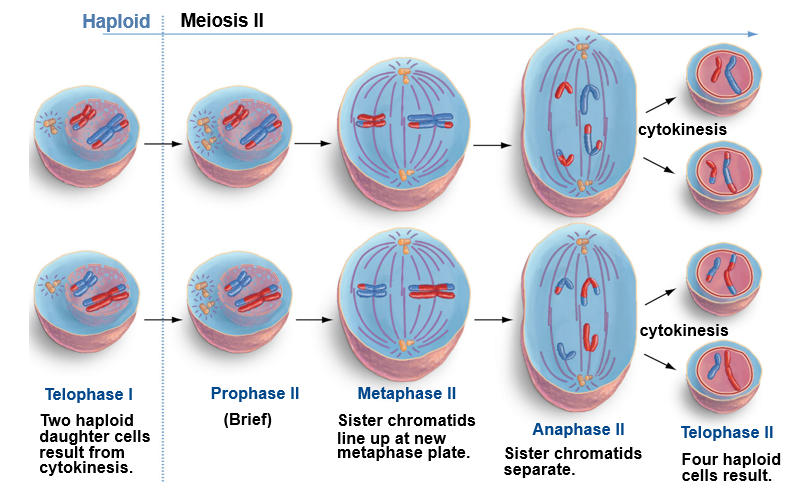 Haploid
Meiosis II
cytokinesis
cytokinesis
Telophase I
Two haploid
daughter cells
result from
cytokinesis.
Prophase II
(Brief)
Metaphase II
Sister chromatids
line up at new
metaphase plate.
Anaphase II
Sister chromatids
separate.
Telophase II
Four haploid
cells result.